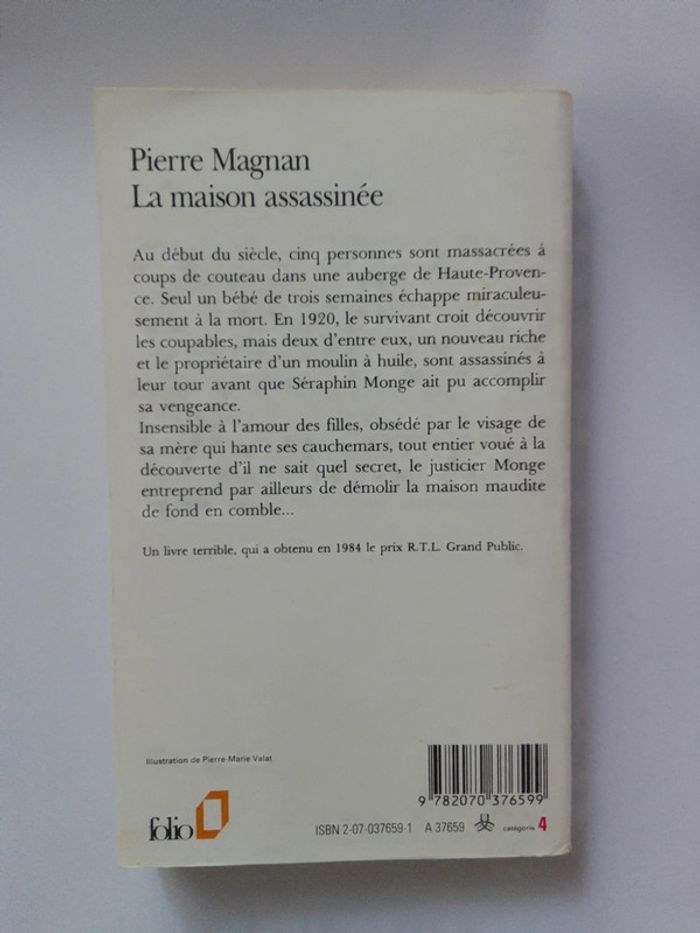 Pierre Magnan
La maison assassinée
Au début du siècle, cinq personnes sont massacrées à
coups de couteau dans une auberge de Haute-Proven-
ce. Seul un bébé de trois semaines échappe miraculeu-
sement à la mort. En 1920, le survivant croit découvrir
les coupables, mais deux d'entre eux, un nouveau riche
et le propriétaire d'un moulin à huile, sont assassinés à
leur tour avant que Séraphin Monge ait pu accomplir
sa vengeance.
Insensible à l'amour des filles, obsédé par le visage de
sa mère qui hante ses cauchemars, tout entier voué à la
découverte d'il ne sait quel secret, le justicier Monge
entreprend par ailleurs de démolir la maison maudite
de fond en comble...
Un livre terrible, qui a obtenu en 1984 le prix R.T.L. Grand Public.
Illustration de Pierre-Marie Valat
9 782070 376599
folio
ISBN 2-07-037659-1 A 37659 catégorie 4